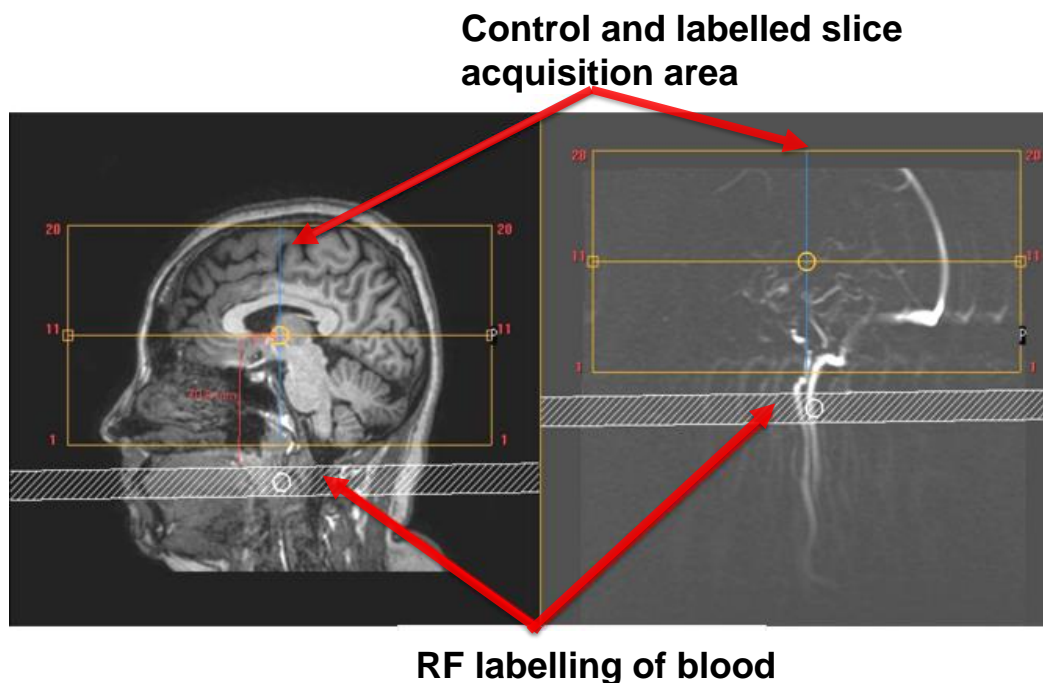 Control and labelled slice
acquisition area
20 20
11 11
P
1 1
20 20
11 11
P
1 1
RF labelling of blood